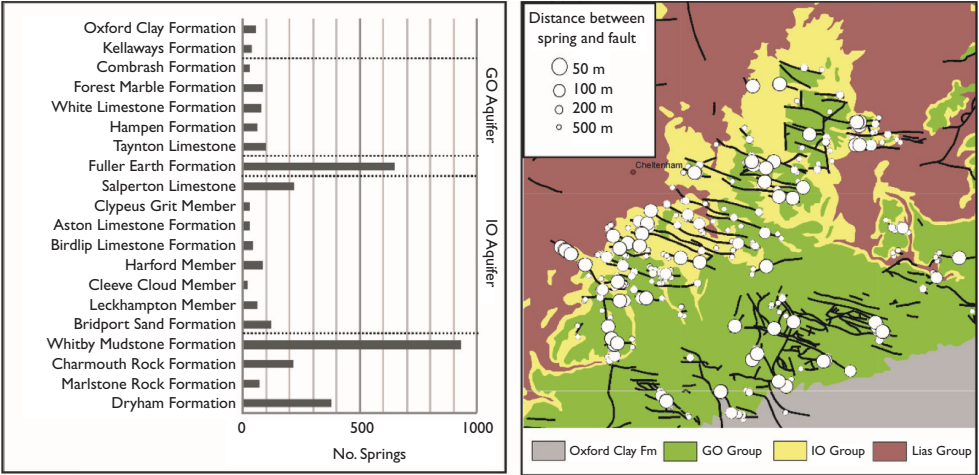 Oxford Clay Formation
Kellaways Formation
Combrash Formation
Forest Marble Formation
White Limestone Formation
Hampen Formation
Taynton Limestone
Fuller Earth Formation
Salperton Limestone
Clypeus Grit Member
Aston Limestone Formation
Birdlip Limestone Formation
Harford Member
Cleeve Cloud Member
Leckhampton Member
Bridport Sand Formation
Whitby Mudstone Formation
Charmouth Rock Formation
Marlstone Rock Formation
Dryham Formation
GO Aquifer
IO Aquifer
0 500 1000
No. Springs
Distance between
spring and fault
50 m
100 m
200 m
500 m
Cheltenham
Oxford Clay Fm GO Group IO Group Lias Group